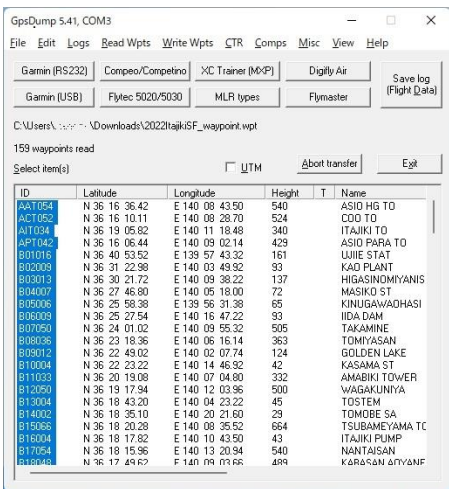 GpsDump 5.41, COM3
File Edit Logs Read Wpts Write Wpts CTR Comps Misc View Help
Garmin (RS232) Compeo/Competino XC Trainer (MXP) Digifly Air Save log
Garmin (USB) Flytec 5020/5030 MLR types Flymaster (Flight Data)
C:\Users\ \Downloads\2022ItajikiSF_waypoint.wpt
159 waypoints read
Select item(s) UTM Abort transfer Exit
ID Latitude Longitude Height T Name
AAT054 N 36 16 36.42 E 140 08 43.50 540 ASIO HG TO
ACT052 N 36 16 10.11 E 140 08 28.70 524 COO TO
AIT034 N 36 19 05.82 E 140 11 18.48 340 ITAJIKI TO
APT042 N 36 16 06.44 E 140 09 02.14 429 ASIO PARA TO
B01016 N 36 40 53.52 E 139 57 43.32 161 UJIIE STAT
B02009 N 36 31 22.98 E 140 03 49.92 93 KAO PLANT
B03013 N 36 30 21.72 E 140 09 38.22 137 HIGASINOMIYANIS
B04007 N 36 27 46.80 E 140 05 18.00 72 MASIKO ST
B05006 N 36 25 58.38 E 139 56 31.38 65 KINUGAWAOHASI
B06009 N 36 25 27.54 E 140 16 47.22 93 IIDA DAM
B07050 N 36 24 01.02 E 140 09 55.32 505 TAKAMINE
B08036 N 36 23 18.36 E 140 06 16.14 363 TOMIYASAN
B09012 N 36 22 49.02 E 140 02 07.74 124 GOLDEN LAKE
B10004 N 36 22 23.22 E 140 14 46.92 42 KASAMA ST
B11033 N 36 20 19.08 E 140 07 04.80 332 AMABIKI TOWER
B12050 N 36 19 17.94 E 140 12 03.96 500 WAGAKUNIYA
B13004 N 36 18 43.20 E 140 04 23.22 45 TOSTEM
B14002 N 36 18 35.10 E 140 20 21.60 29 TOMOBE SA
B15066 N 36 18 20.28 E 140 08 35.52 664 TSUBAMEYAMA TO
B16004 N 36 18 17.82 E 140 10 43.50 43 ITAJIKI PUMP
B17054 N 36 18 15.96 E 140 13 20.94 540 NANTAISAN
B18048 N 36 17 49.62 E 140 09 03.66 489 KABASAN AOYANE